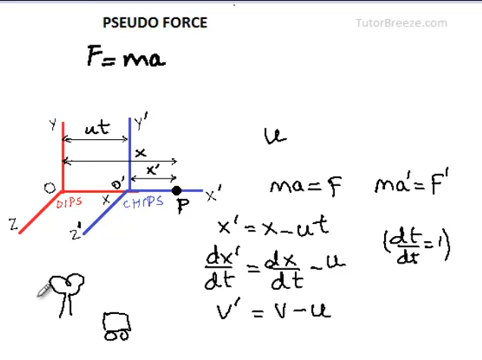 PSEUDO FORCE
TutorBreeze.com
F = ma
Y ut Y'
x
x'
O O' X'
DIPS X CHIPS P
Z Z'
u
ma = F ma' = F'
x' = x - ut
dx'/dt = dx/dt - u (dt/dt = 1)
v' = v - u